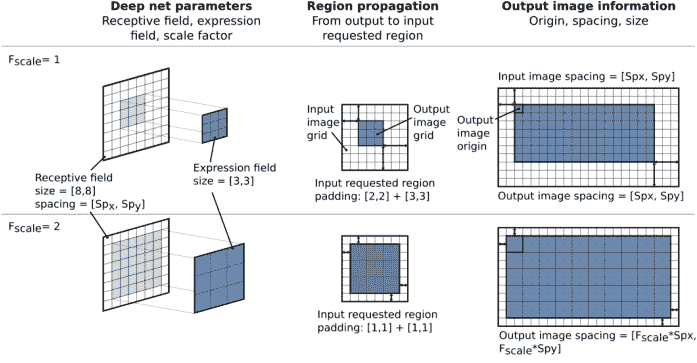 Deep net parameters
Receptive field, expression
field, scale factor
Region propagation
From output to input
requested region
Output image information
Origin, spacing, size
Fscale= 1
Input
image
grid
Output
image
grid
Input image spacing = [Spx, Spy]
Output
image
origin
Receptive field
size = [8,8]
spacing = [Spx, Spy]
Expression field
size = [3,3]
Input requested region
padding: [2,2] + [3,3]
Output image spacing = [Spx, Spy]
Fscale= 2
Input requested region
padding: [1,1] + [1,1]
Output image spacing = [Fscale*Spx,
Fscale*Spy]